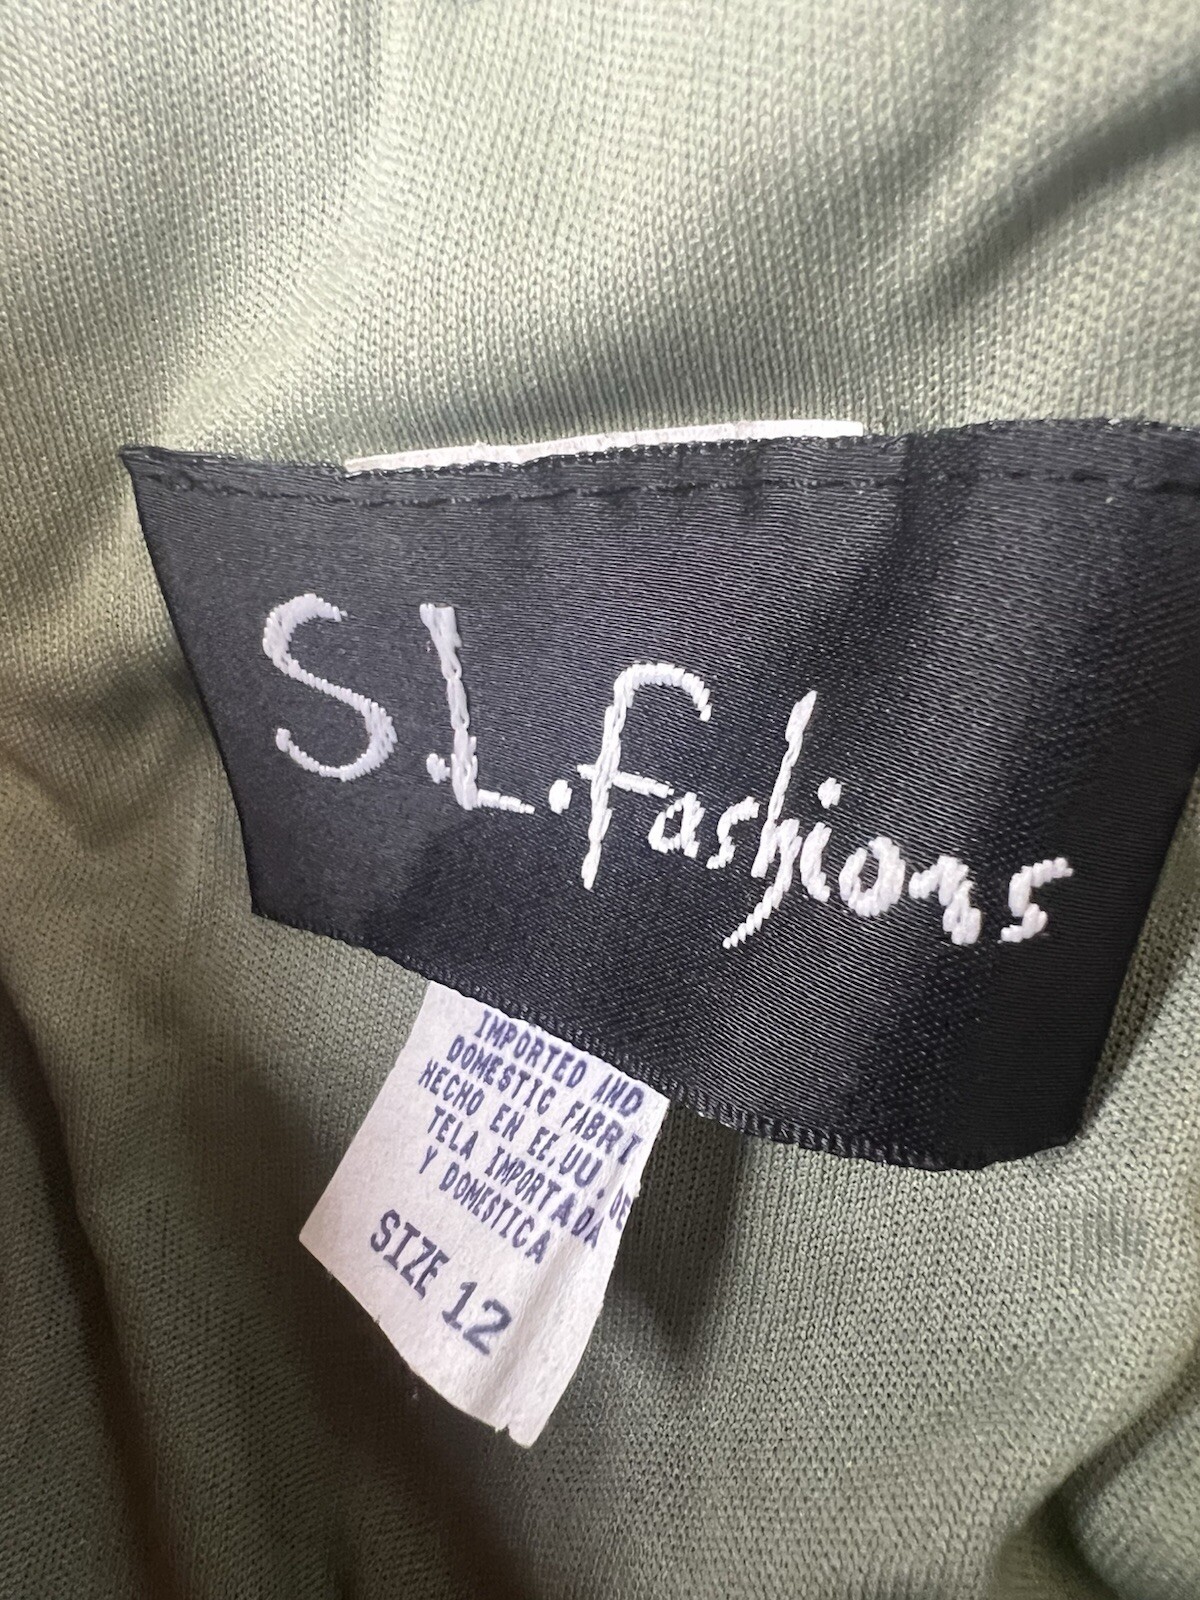 S.L. fashions
IMPORTED AND
DOMESTIC FABRI
HECHO EN EE.UU. DE
TELA IMPORTADA
Y DOMESTICA
SIZE 12